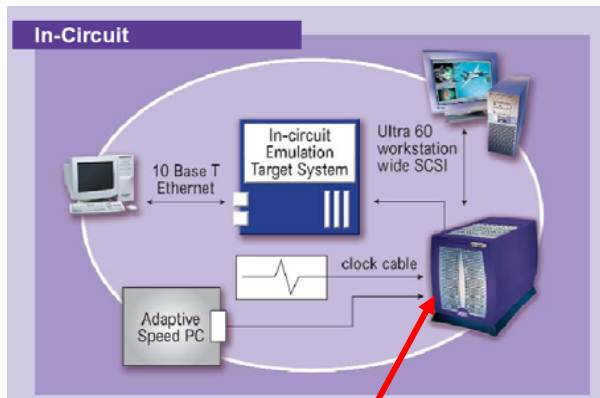 In-Circuit
In-circuit
Emulation
Target System
Ultra 60
workstation
wide SCSI
10 Base T
Ethernet
clock cable
Adaptive
Speed PC